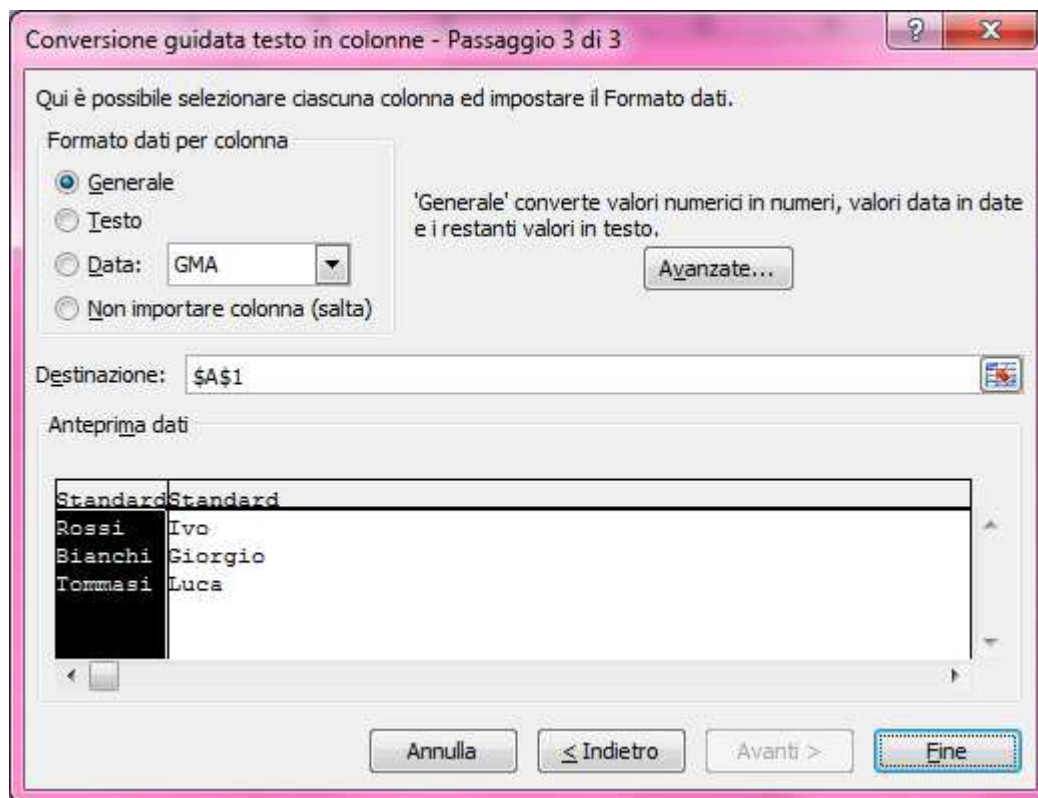 Conversione guidata testo in colonne - Passaggio 3 di 3
Qui è possibile selezionare ciascuna colonna ed impostare il Formato dati.
Formato dati per colonna
Generale
Testo
Data: GMA
Non importare colonna (salta)
'Generale' converte valori numerici in numeri, valori data in date
e i restanti valori in testo.
Avanzate...
Destinazione: $A$1
Anteprima dati
Standard Standard
Rossi Ivo
Bianchi Giorgio
Tommasi Luca
Annulla < Indietro Avanti > Fine